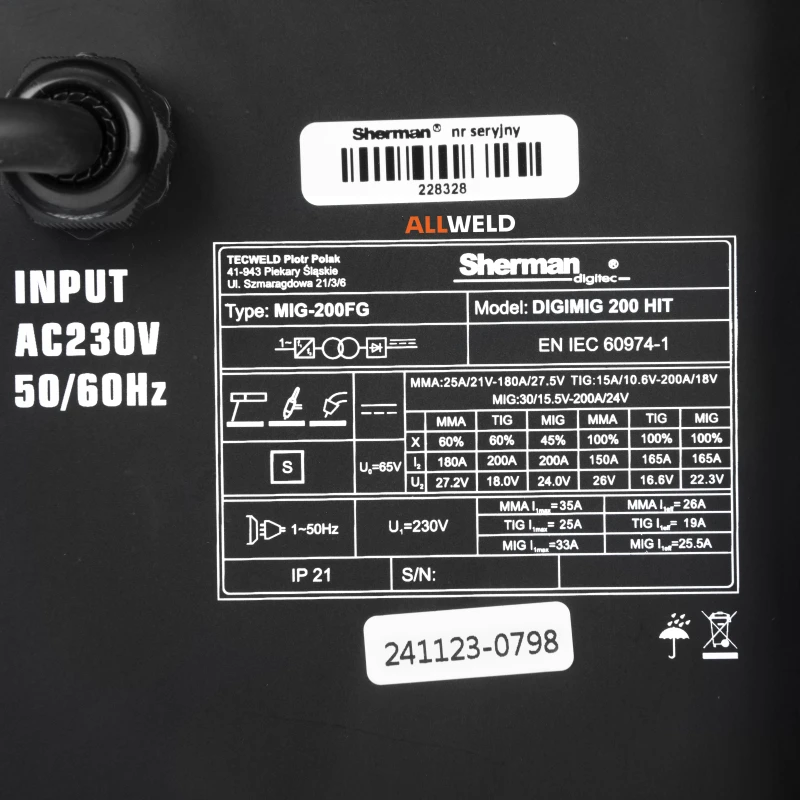 Sherman® nr seryjny
228328
ALLWELD
INPUT
AC230V
50/60Hz
TECWELD Piotr Polak
41-943 Piekary Śląskie
Ul. Szmaragdowa 21/3/6
Sherman ®
digitec
Type: MIG-200FG
Model: DIGIMIG 200 HIT
1~
EN IEC 60974-1
MMA:25A/21V-180A/27.5V TIG:15A/10.6V-200A/18V
MIG:30/15.5V-200A/24V
MMA TIG MIG MMA TIG MIG
X 60% 60% 45% 100% 100% 100%
I₂ 180A 200A 200A 150A 165A 165A
U₂ 27.2V 18.0V 24.0V 26V 16.6V 22.3V
S
U₀=65V
1~50Hz
U₁=230V
MMA I1max=35A MMA I1eff=26A
TIG I1max= 25A TIG I1eff= 19A
MIG I1max=33A MIG I1eff=25.5A
IP 21
S/N:
241123-0798